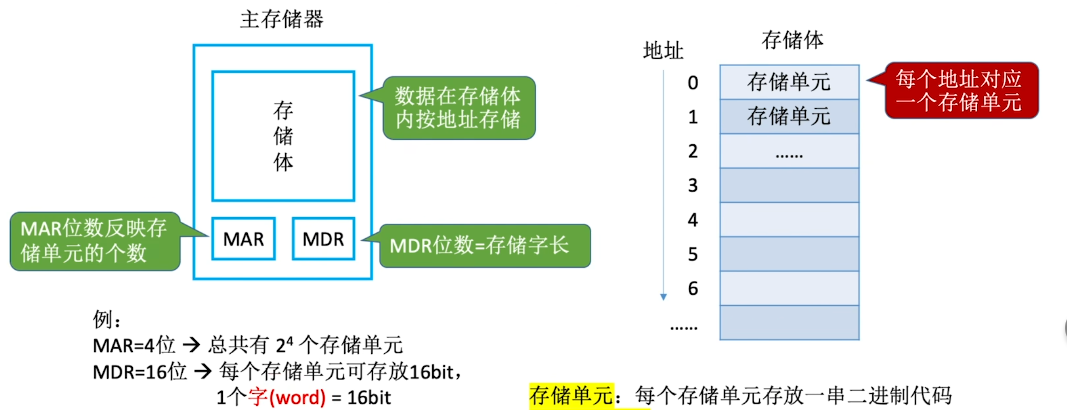 主存储器
存
储
体
数据在存储体
内按地址存储
MAR位数反映存
储单元的个数
MAR
MDR
MDR位数=存储字长
例：
MAR=4位 → 总共有 2⁴ 个存储单元
MDR=16位 → 每个存储单元可存放16bit，
1个字(word) = 16bit
地址
存储体
0
存储单元
1
存储单元
2
……
3
4
5
6
……
每个地址对应
一个存储单元
存储单元：每个存储单元存放一串二进制代码